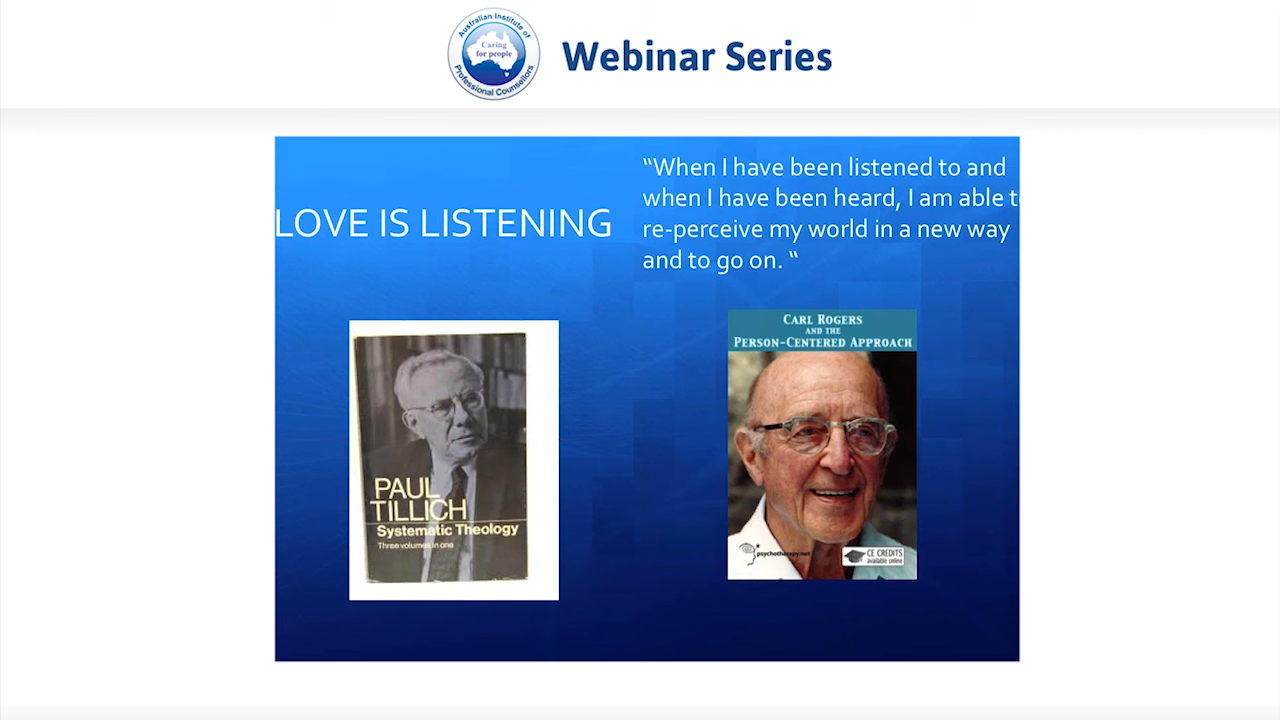 Australian Institute of
Caring
for people
Professional Counsellors
Webinar Series
LOVE IS LISTENING
“When I have been listened to and
when I have been heard, I am able t
re-perceive my world in a new way
and to go on. “
PAUL
TILLICH
Systematic Theology
Three volumes in one
CARL ROGERS
AND THE
PERSON-CENTERED APPROACH
psychotherapy.net
CE CREDITS
available online